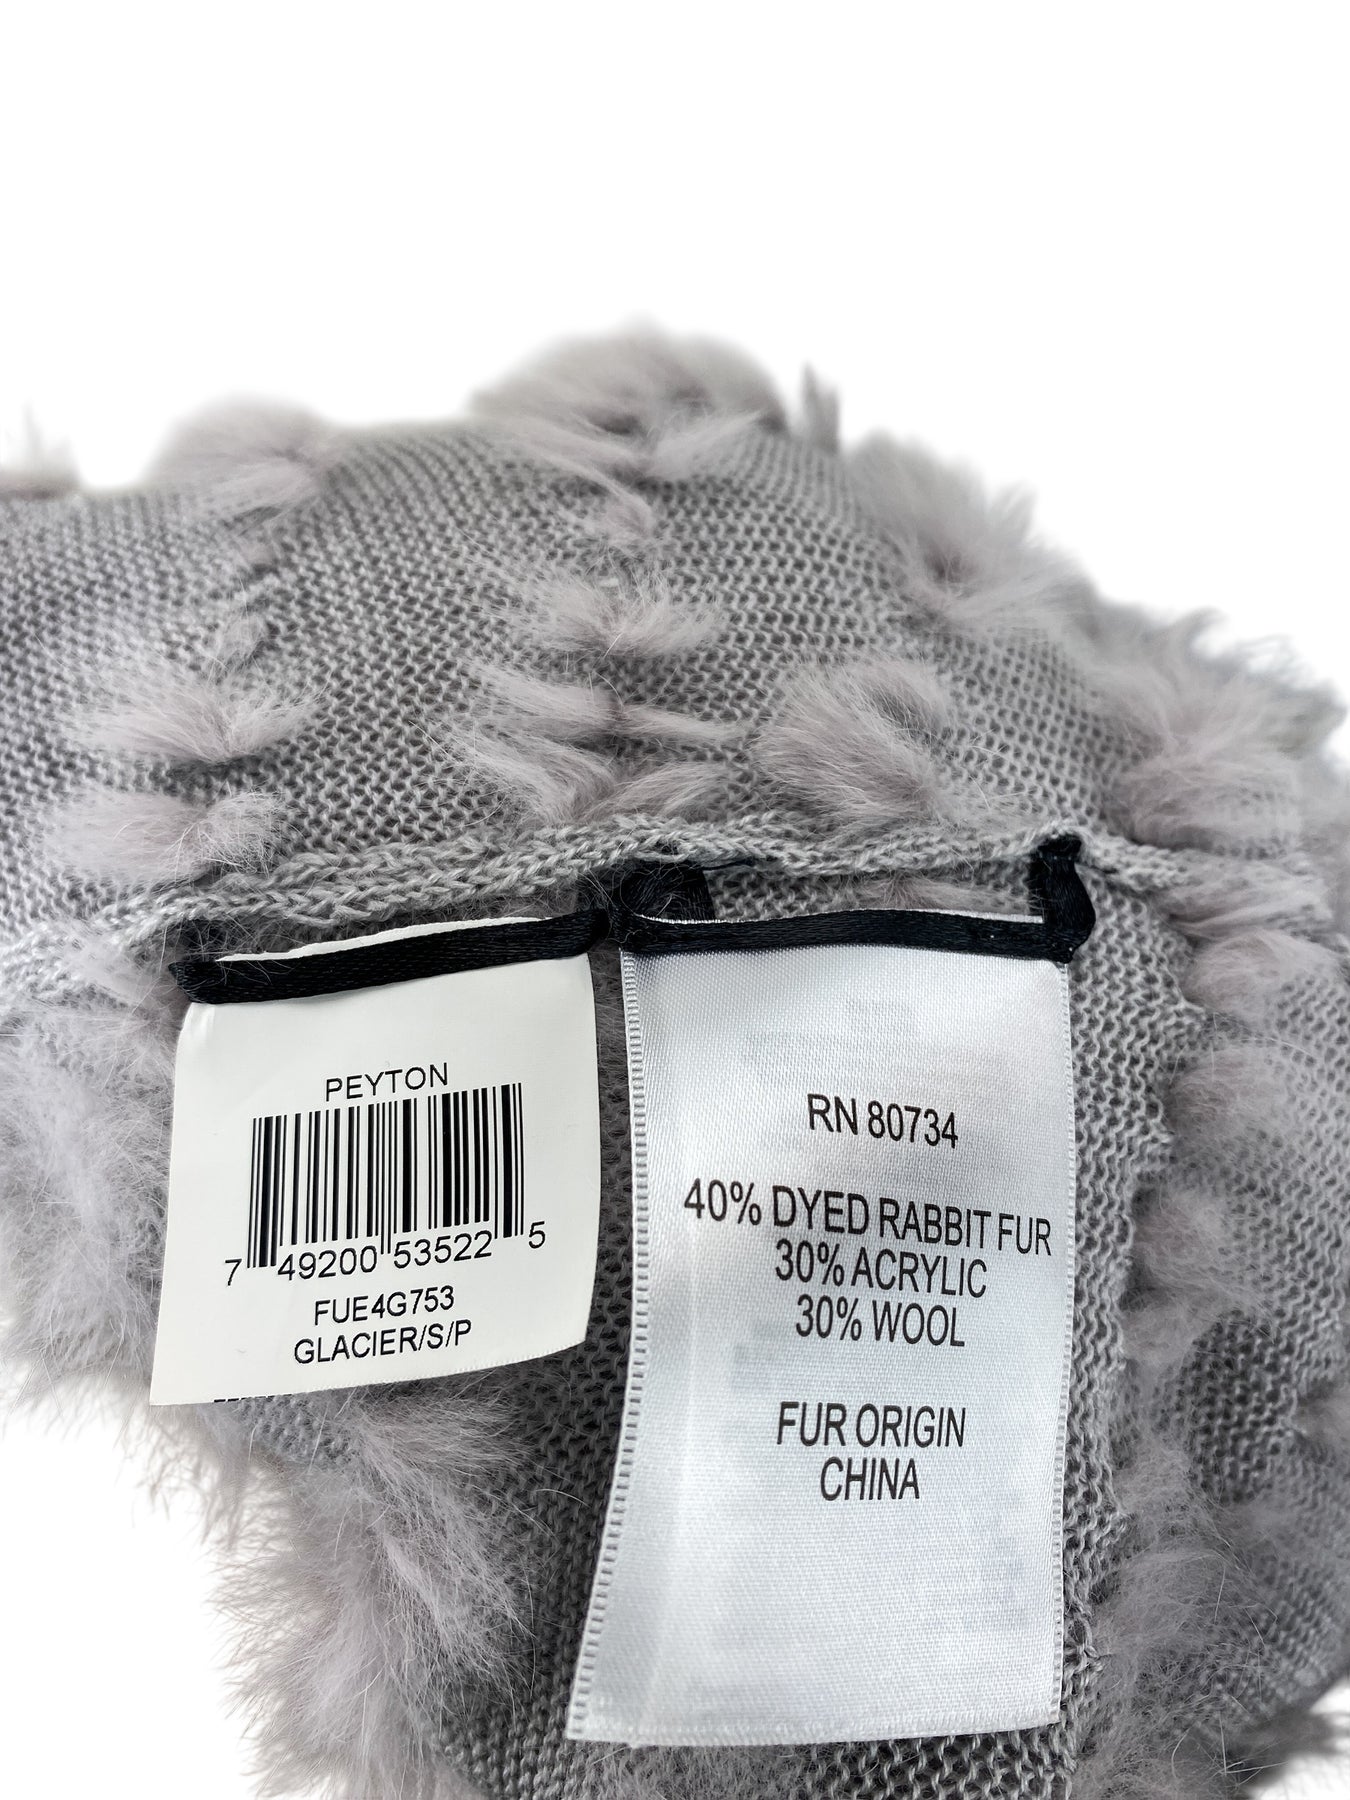 PEYTON
7 49200 53522 5
FUE4G753
GLACIER/S/P
RN 80734
40% DYED RABBIT FUR
30% ACRYLIC
30% WOOL
FUR ORIGIN
CHINA